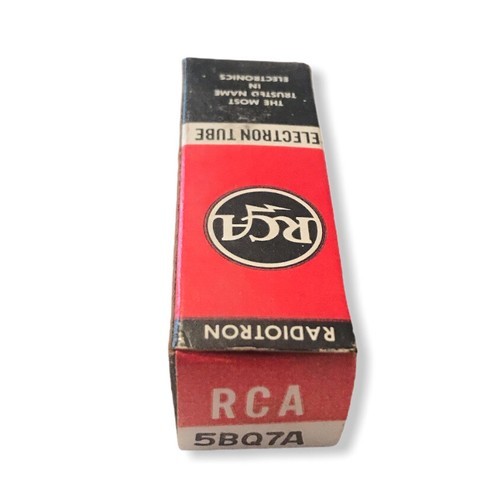 THE MOST
TRUSTED NAME
IN
ELECTRONICS
ELECTRON TUBE
RCA
RADIOTRON
RCA
5BQ7A